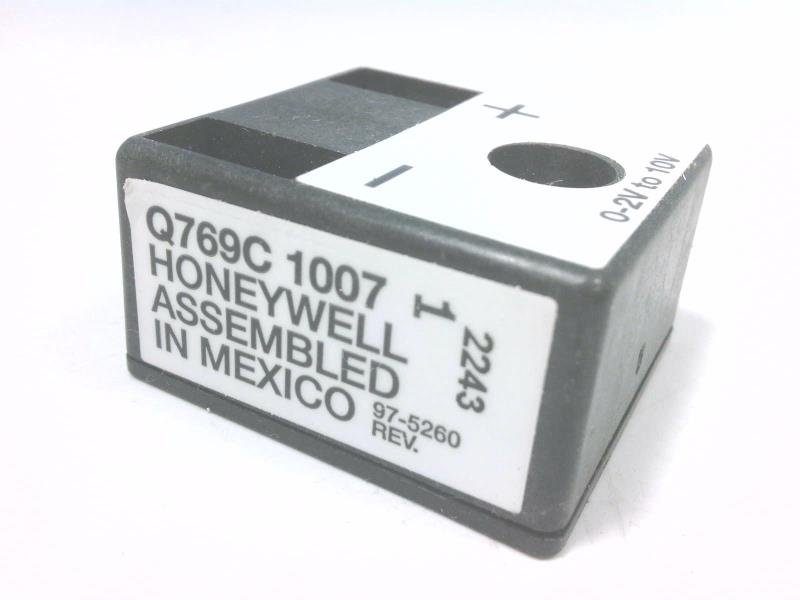 +
-
0-2V to 10V
Q769C 1007
HONEYWELL
ASSEMBLED
IN MEXICO
97-5260
REV.
1
2243